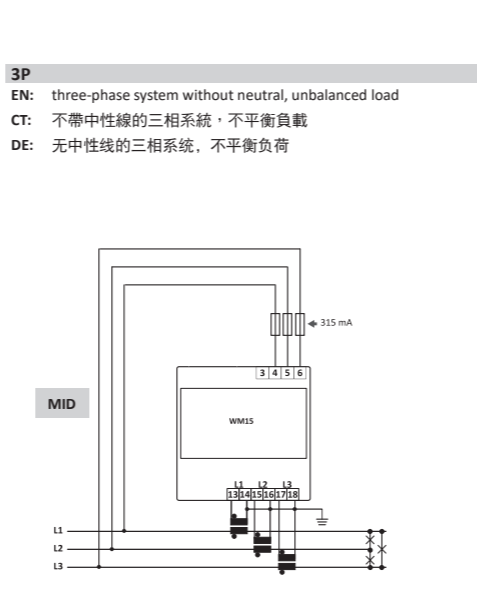 3P
EN: three-phase system without neutral, unbalanced load
CT: 不帶中性線的三相系統，不平衡負載
DE: 无中性线的三相系统，不平衡负荷
315 mA
3 4 5 6
MID
WM15
L1 L2 L3
13 14 15 16 17 18
L1
L2
L3